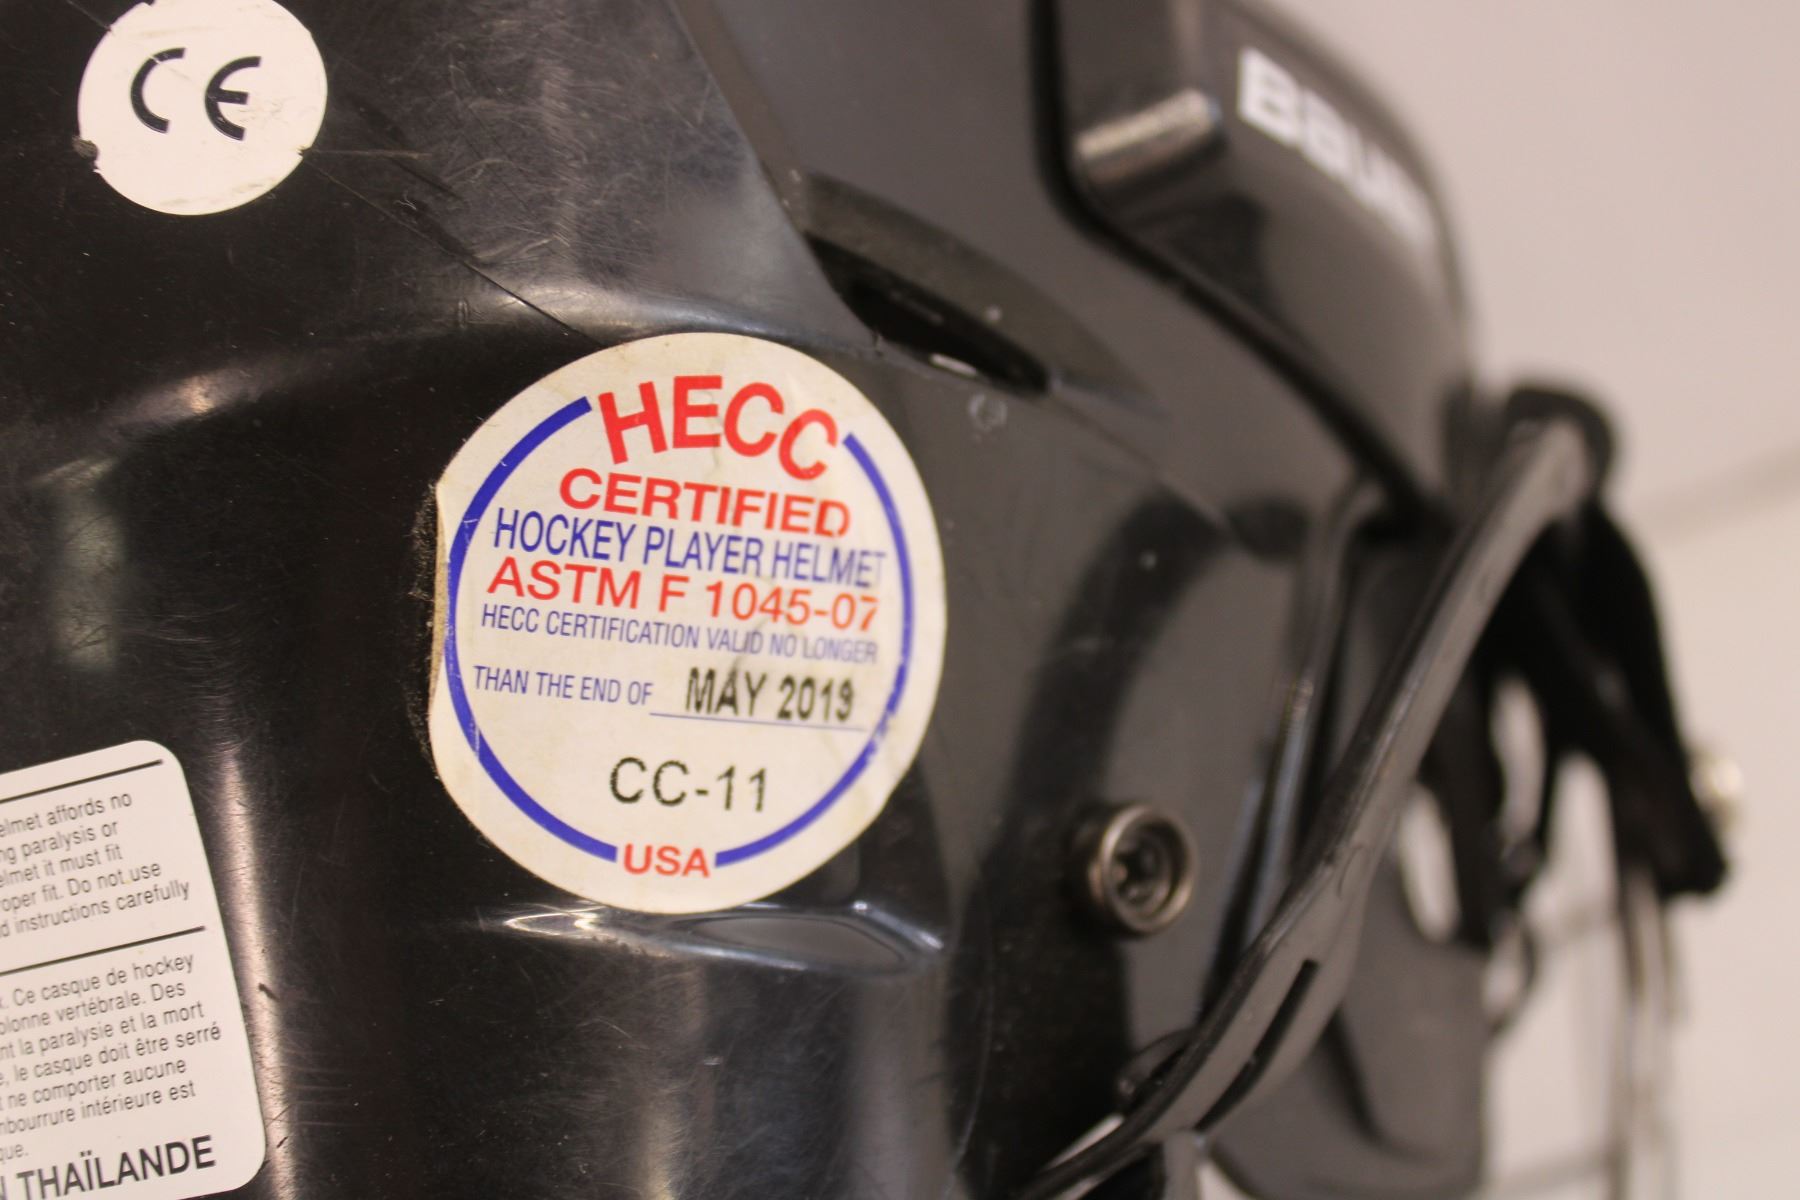 CE
BAU
HECC
CERTIFIED
HOCKEY PLAYER HELMET
ASTM F 1045-07
HECC CERTIFICATION VALID NO LONGER
THAN THE END OF MAY 2019
CC-11
USA
elmet affords no
ng paralysis or
elmet it must fit
roper fit. Do not use
d instructions carefully
x. Ce casque de hockey
olonne vertébrale. Des
nt la paralysie et la mort
e, le casque doit être serré
t ne comporter aucune
mbourrure intérieure est
que.
N THAÏLANDE